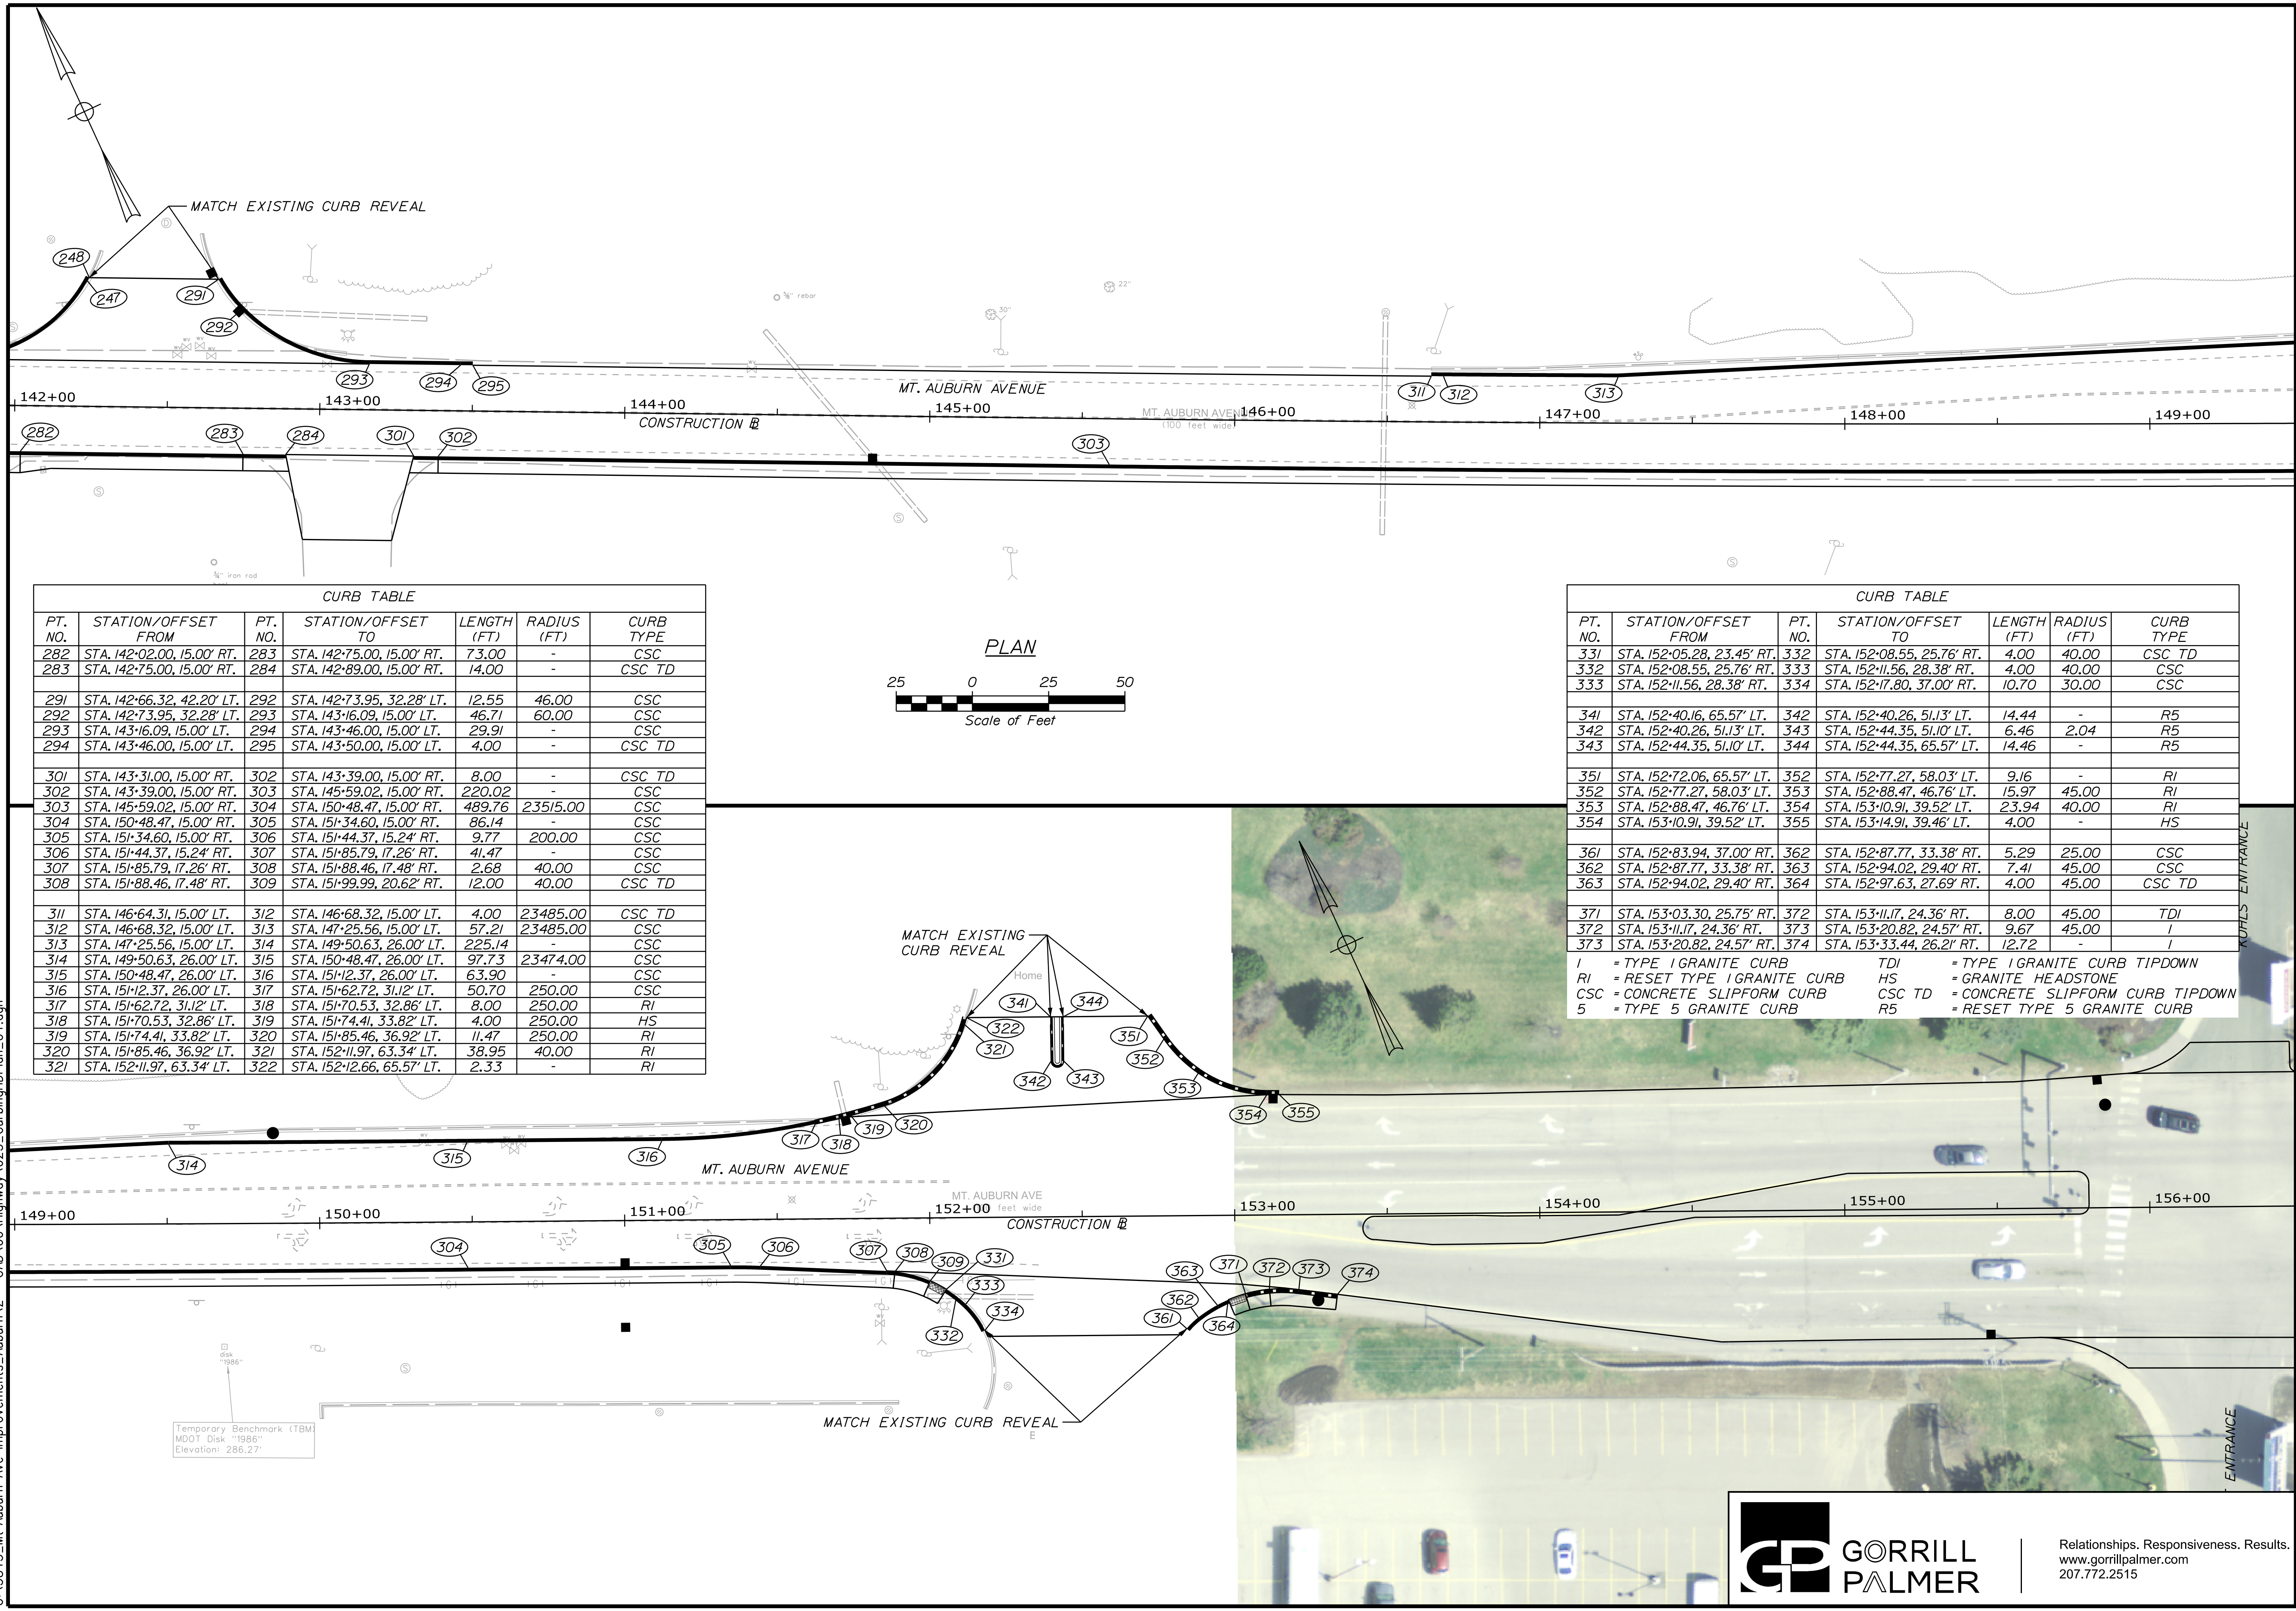 MATCH EXISTING CURB REVEAL
248
247
291
292
293
294
295
⅝" rebar
30"
22"
311
312
313
MT. AUBURN AVENUE
142+00
143+00
144+00
145+00
MT. AUBURN AVENUE
146+00
147+00
148+00
149+00
(100 feet wide)
CONSTRUCTION BL
282
283
284
301
302
303
¾" iron rod
CURB TABLE
PT. NO. STATION/OFFSET FROM PT. NO. STATION/OFFSET TO LENGTH (FT) RADIUS (FT) CURB TYPE
282 STA. 142+02.00, 15.00' RT. 283 STA. 142+75.00, 15.00' RT. 73.00 - CSC
283 STA. 142+75.00, 15.00' RT. 284 STA. 142+89.00, 15.00' RT. 14.00 - CSC TD
291 STA. 142+66.32, 42.20' LT. 292 STA. 142+73.95, 32.28' LT. 12.55 46.00 CSC
292 STA. 142+73.95, 32.28' LT. 293 STA. 143+16.09, 15.00' LT. 46.71 60.00 CSC
293 STA. 143+16.09, 15.00' LT. 294 STA. 143+46.00, 15.00' LT. 29.91 - CSC
294 STA. 143+46.00, 15.00' LT. 295 STA. 143+50.00, 15.00' LT. 4.00 - CSC TD
301 STA. 143+31.00, 15.00' RT. 302 STA. 143+39.00, 15.00' RT. 8.00 - CSC TD
302 STA. 143+39.00, 15.00' RT. 303 STA. 145+59.02, 15.00' RT. 220.02 - CSC
303 STA. 145+59.02, 15.00' RT. 304 STA. 150+48.47, 15.00' RT. 489.76 23515.00 CSC
304 STA. 150+48.47, 15.00' RT. 305 STA. 151+34.60, 15.00' RT. 86.14 - CSC
305 STA. 151+34.60, 15.00' RT. 306 STA. 151+44.37, 15.24' RT. 9.77 200.00 CSC
306 STA. 151+44.37, 15.24' RT. 307 STA. 151+85.79, 17.26' RT. 41.47 - CSC
307 STA. 151+85.79, 17.26' RT. 308 STA. 151+88.46, 17.48' RT. 2.68 40.00 CSC
308 STA. 151+88.46, 17.48' RT. 309 STA. 151+99.99, 20.62' RT. 12.00 40.00 CSC TD
311 STA. 146+64.31, 15.00' LT. 312 STA. 146+68.32, 15.00' LT. 4.00 23485.00 CSC TD
312 STA. 146+68.32, 15.00' LT. 313 STA. 147+25.56, 15.00' LT. 57.21 23485.00 CSC
313 STA. 147+25.56, 15.00' LT. 314 STA. 149+50.63, 26.00' LT. 225.14 - CSC
314 STA. 149+50.63, 26.00' LT. 315 STA. 150+48.47, 26.00' LT. 97.73 23474.00 CSC
315 STA. 150+48.47, 26.00' LT. 316 STA. 151+12.37, 26.00' LT. 63.90 - CSC
316 STA. 151+12.37, 26.00' LT. 317 STA. 151+62.72, 31.12' LT. 50.70 250.00 CSC
317 STA. 151+62.72, 31.12' LT. 318 STA. 151+70.53, 32.86' LT. 8.00 250.00 R1
318 STA. 151+70.53, 32.86' LT. 319 STA. 151+74.41, 33.82' LT. 4.00 250.00 HS
319 STA. 151+74.41, 33.82' LT. 320 STA. 151+85.46, 36.92' LT. 11.47 250.00 R1
320 STA. 151+85.46, 36.92' LT. 321 STA. 152+11.97, 63.34' LT. 38.95 40.00 R1
321 STA. 152+11.97, 63.34' LT. 322 STA. 152+12.66, 65.57' LT. 2.33 - R1
PLAN
25 0 25 50
Scale of Feet
CURB TABLE
PT. NO. STATION/OFFSET FROM PT. NO. STATION/OFFSET TO LENGTH (FT) RADIUS (FT) CURB TYPE
331 STA. 152+05.28, 23.45' RT. 332 STA. 152+08.55, 25.76' RT. 4.00 40.00 CSC TD
332 STA. 152+08.55, 25.76' RT. 333 STA. 152+11.56, 28.38' RT. 4.00 40.00 CSC
333 STA. 152+11.56, 28.38' RT. 334 STA. 152+17.80, 37.00' RT. 10.70 30.00 CSC
341 STA. 152+40.16, 65.57' LT. 342 STA. 152+40.26, 51.13' LT. 14.44 - R5
342 STA. 152+40.26, 51.13' LT. 343 STA. 152+44.35, 51.10' LT. 6.46 2.04 R5
343 STA. 152+44.35, 51.10' LT. 344 STA. 152+44.35, 65.57' LT. 14.46 - R5
351 STA. 152+72.06, 65.57' LT. 352 STA. 152+77.27, 58.03' LT. 9.16 - R1
352 STA. 152+77.27, 58.03' LT. 353 STA. 152+88.47, 46.76' LT. 15.97 45.00 R1
353 STA. 152+88.47, 46.76' LT. 354 STA. 153+10.91, 39.52' LT. 23.94 40.00 R1
354 STA. 153+10.91, 39.52' LT. 355 STA. 153+14.91, 39.46' LT. 4.00 - HS
361 STA. 152+83.94, 37.00' RT. 362 STA. 152+87.77, 33.38' RT. 5.29 25.00 CSC
362 STA. 152+87.77, 33.38' RT. 363 STA. 152+94.02, 29.40' RT. 7.41 45.00 CSC
363 STA. 152+94.02, 29.40' RT. 364 STA. 152+97.63, 27.69' RT. 4.00 45.00 CSC TD
371 STA. 153+03.30, 25.75' RT. 372 STA. 153+11.17, 24.36' RT. 8.00 45.00 TD1
372 STA. 153+11.17, 24.36' RT. 373 STA. 153+20.82, 24.57' RT. 9.67 45.00 1
373 STA. 153+20.82, 24.57' RT. 374 STA. 153+33.44, 26.21' RT. 12.72 - 1
1 = TYPE 1 GRANITE CURB TD1 = TYPE 1 GRANITE CURB TIPDOWN
R1 = RESET TYPE 1 GRANITE CURB HS = GRANITE HEADSTONE
CSC = CONCRETE SLIPFORM CURB CSC TD = CONCRETE SLIPFORM CURB TIPDOWN
5 = TYPE 5 GRANITE CURB R5 = RESET TYPE 5 GRANITE CURB
KOHLS ENTRANCE
MATCH EXISTING
CURB REVEAL
Home
341
344
322
321
351
352
342
343
353
354
355
317
318
319
320
314
315
316
MT. AUBURN AVENUE
MT. AUBURN AVE
feet wide
149+00
150+00
151+00
152+00
153+00
154+00
155+00
156+00
CONSTRUCTION BL
304
305
306
307
308
309
331
333
334
332
363
371
372
373
374
362
361
364
disk
"1986"
Temporary Benchmark (TBM)
MDOT Disk "1986"
Elevation: 286.27'
MATCH EXISTING CURB REVEAL
ENTRANCE
GP
GORRILL
PALMER
Relationships. Responsiveness. Results.
www.gorrillpalmer.com
207.772.2515